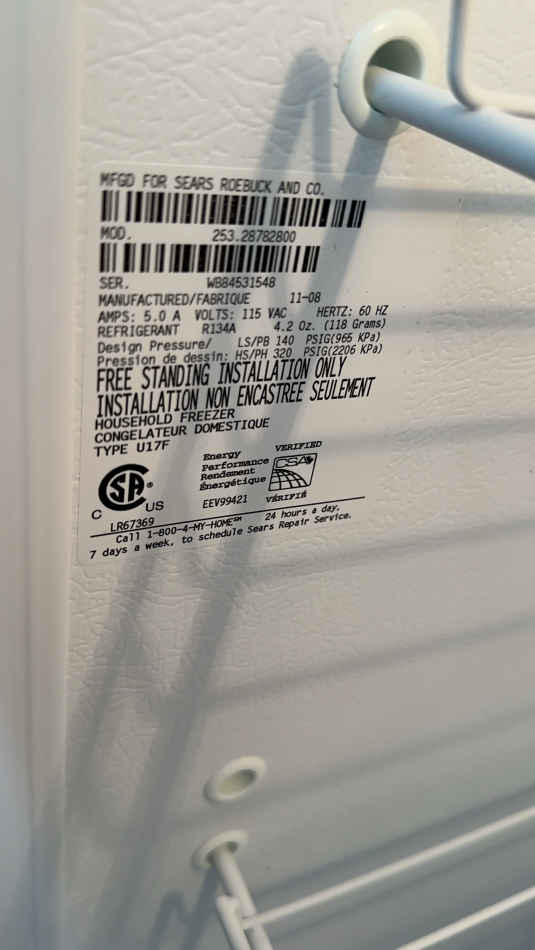 MFGD FOR SEARS ROEBUCK AND CO.
MOD. 253.28782800
SER. WB84531548
MANUFACTURED/FABRIQUE 11-08
AMPS: 5.0 A VOLTS: 115 VAC HERTZ: 60 HZ
REFRIGERANT R134A 4.2 Oz. (118 Grams)
Design Pressure/ LS/PB 140 PSIG(965 KPa)
Pression de dessin: HS/PH 320 PSIG(2206 KPa)
FREE STANDING INSTALLATION ONLY
INSTALLATION NON ENCASTREE SEULEMENT
HOUSEHOLD FREEZER
CONGELATEUR DOMESTIQUE
TYPE U17F
Energy
Performance
Rendement
Énergétique
EEV99421
VERIFIED
CSA
VÉRIFIÉ
C SA ® US
LR67369
Call 1-800-4-MY-HOME℠ 24 hours a day,
7 days a week, to schedule Sears Repair Service.